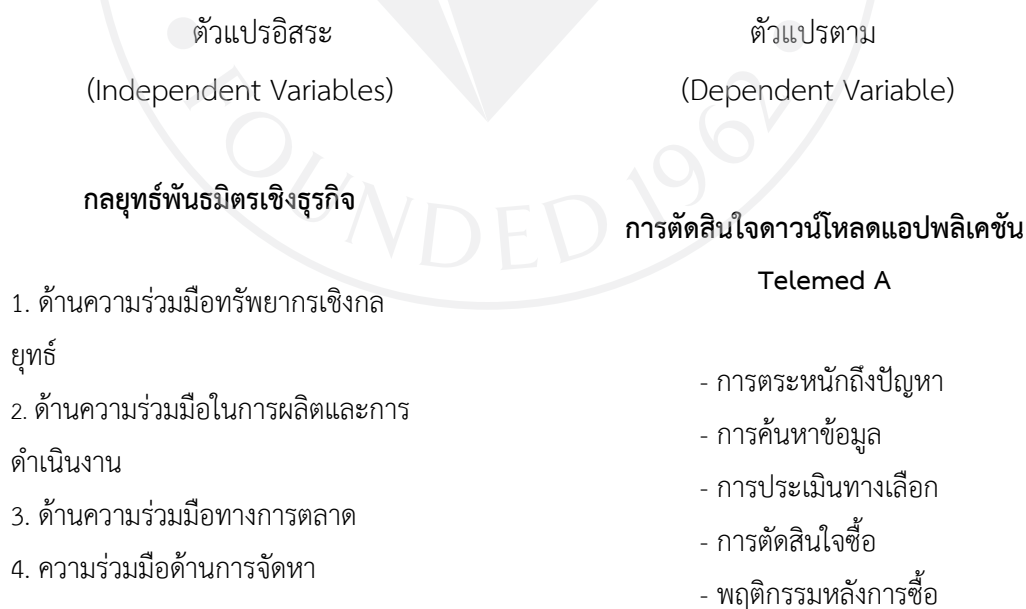 ตัวแปรอิสระ
(Independent Variables)
กลยุทธ์พันธมิตรเชิงธุรกิจ
1. ด้านความร่วมมือทรัพยากรเชิงกล
ยุทธ์
2. ด้านความร่วมมือในการผลิตและการ
ดำเนินงาน
3. ด้านความร่วมมือทางการตลาด
4. ความร่วมมือด้านการจัดหา
ตัวแปรตาม
(Dependent Variable)
การตัดสินใจดาวน์โหลดแอปพลิเคชัน
Telemed A
- การตระหนักถึงปัญหา
- การค้นหาข้อมูล
- การประเมินทางเลือก
- การตัดสินใจซื้อ
- พฤติกรรมหลังการซื้อ
FOUNDED 1962